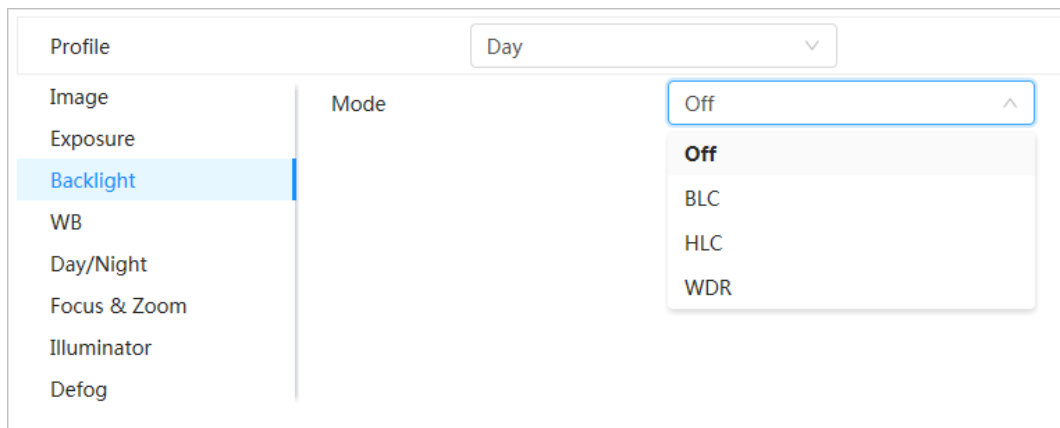 Profile
Day
Image
Exposure
Backlight
WB
Day/Night
Focus & Zoom
Illuminator
Defog
Mode
Off
Off
BLC
HLC
WDR